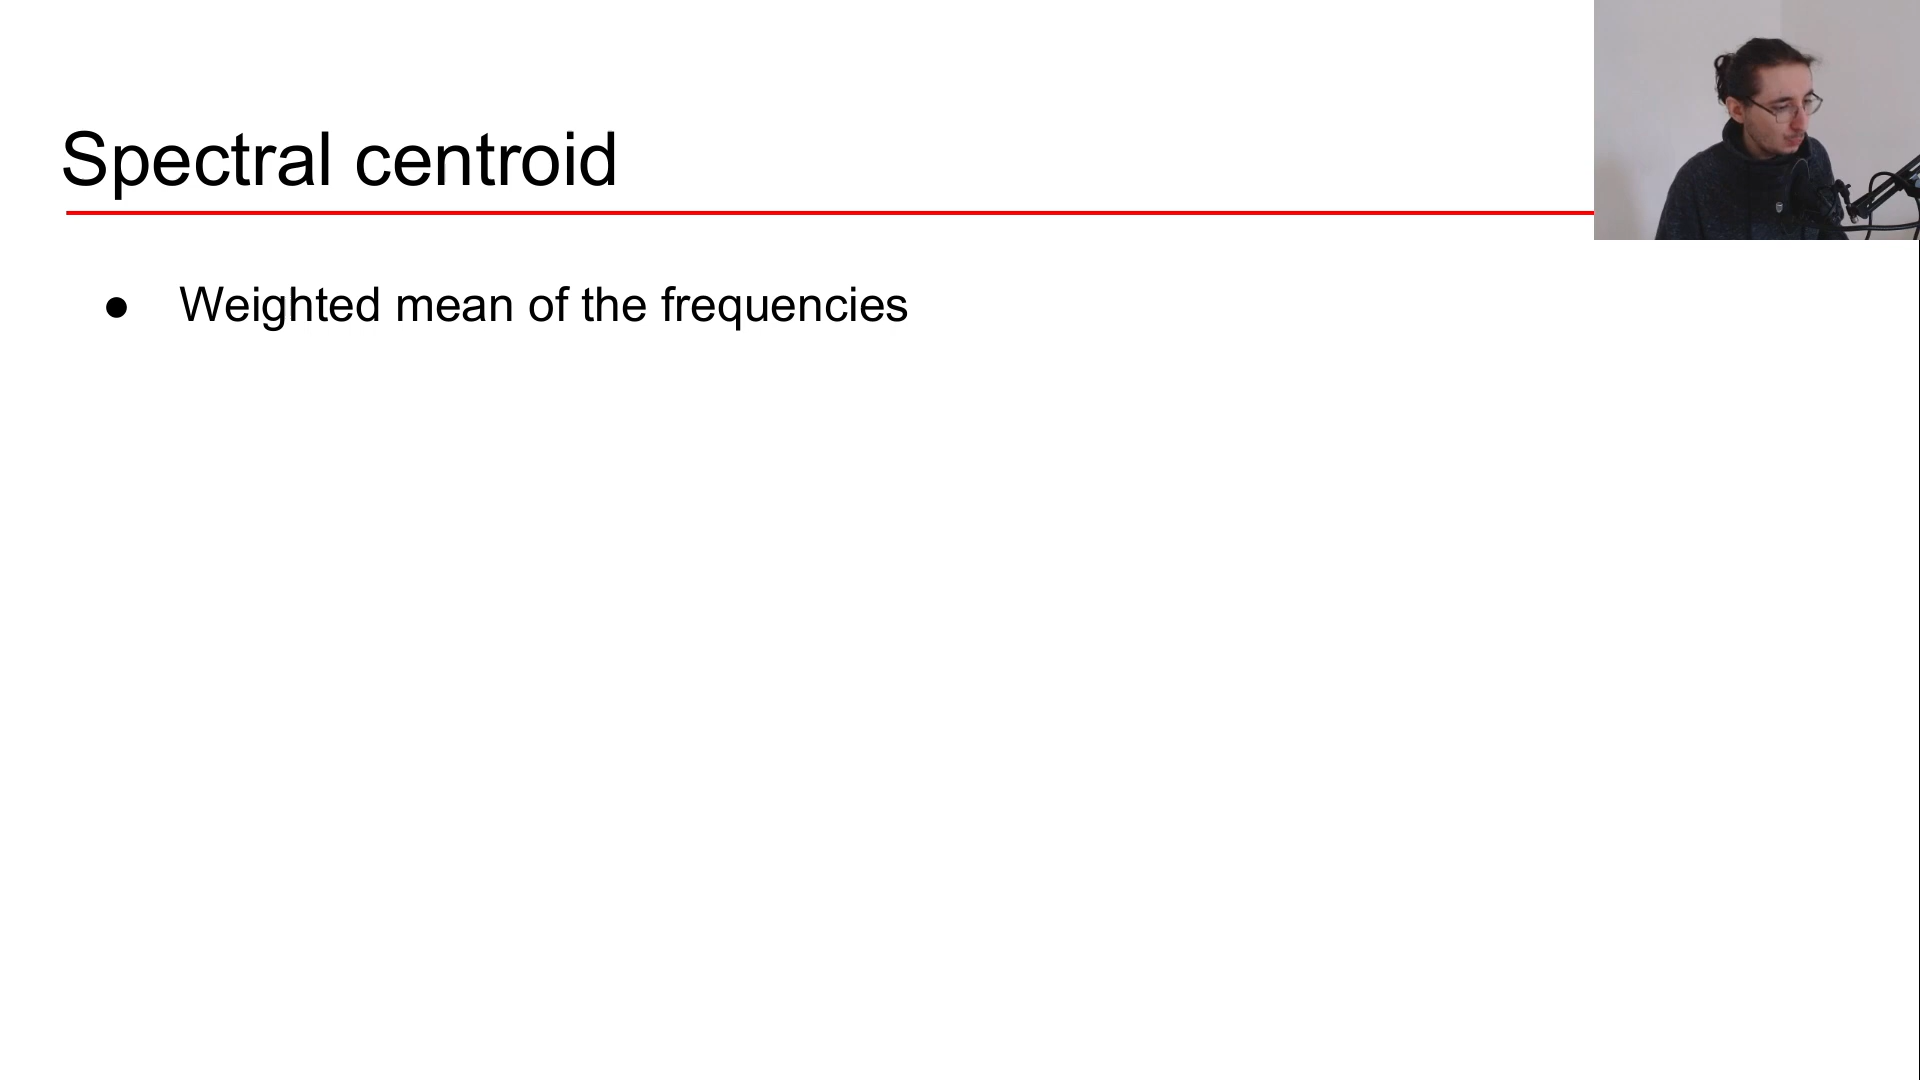 Spectral centroid
● Weighted mean of the frequencies